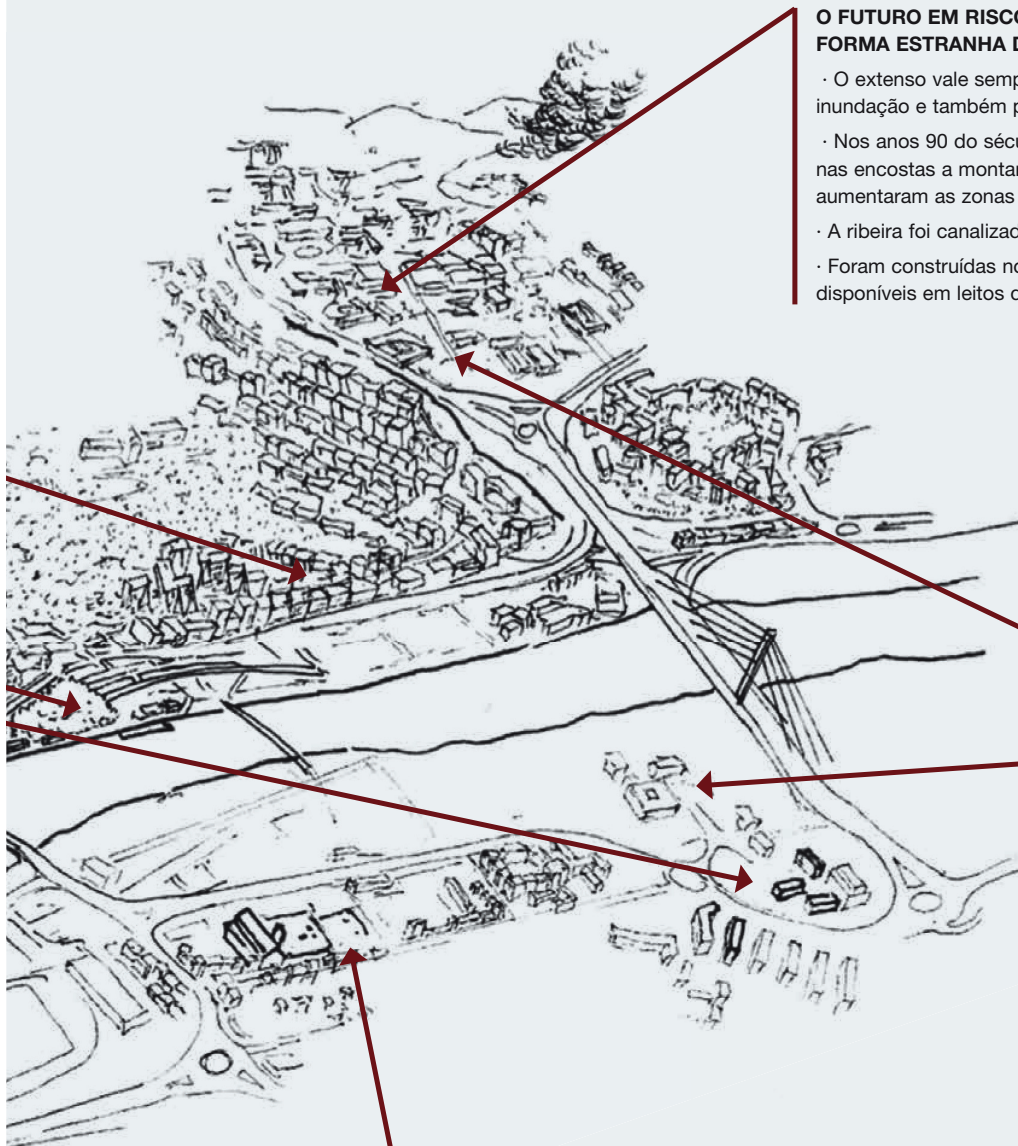 O FUTURO EM RISCO
FORMA ESTRANHA D
· O extenso vale semp
inundação e também p
· Nos anos 90 do sécu
nas encostas a montar
aumentaram as zonas
· A ribeira foi canalizad
· Foram construídas no
disponíveis em leitos c